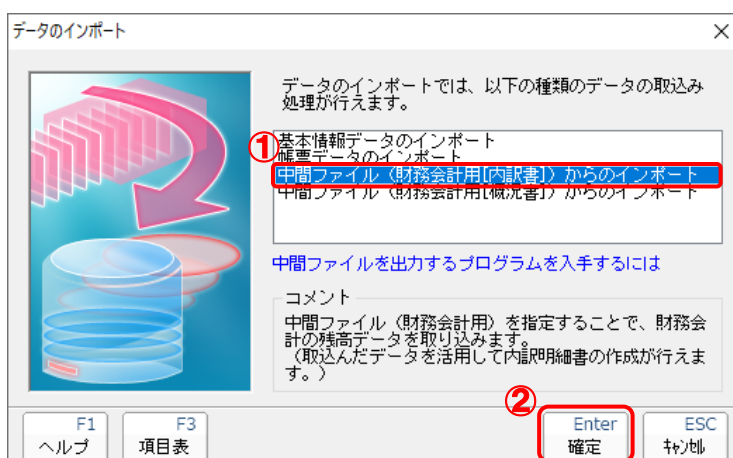 データのインポート
×
データのインポートでは、以下の種類のデータの取込み
処理が行えます。
①
基本情報データのインポート
帳票データのインポート
中間ファイル（財務会計用[内訳書]）からのインポート
中間ファイル（財務会計用[概況書]）からのインポート
中間ファイルを出力するプログラムを入手するには
コメント
中間ファイル（財務会計用）を指定することで、財務会
計の残高データを取り込みます。
（取込んだデータを活用して内訳明細書の作成が行えま
す。）
②
F1
ヘルプ
F3
項目表
Enter
確定
ESC
ｷｬﾝｾﾙ